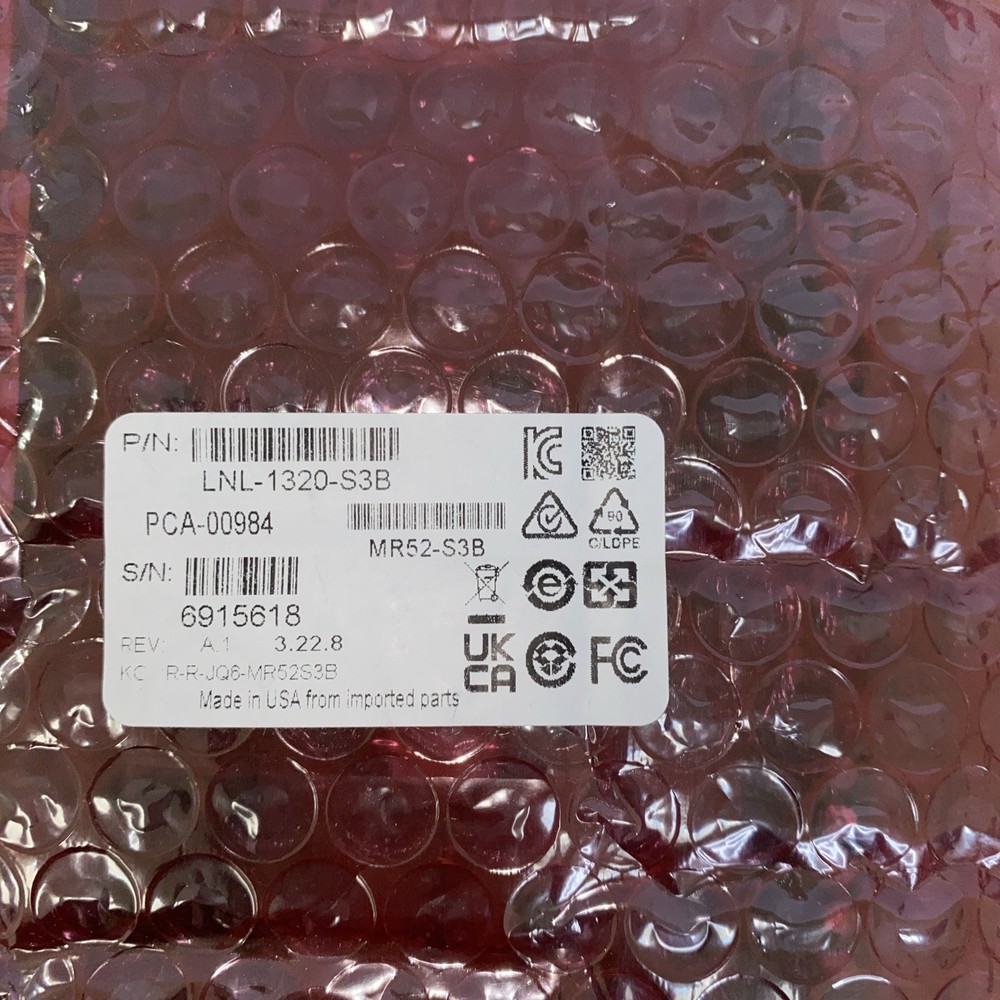 P/N:
LNL-1320-S3B
PCA-00984
MR52-S3B
90
C/LDPE
S/N:
6915618
REV: A.1 3.22.8
KC R-R-JQ6-MR52S3B
Made in USA from imported parts
UK
CA
FC